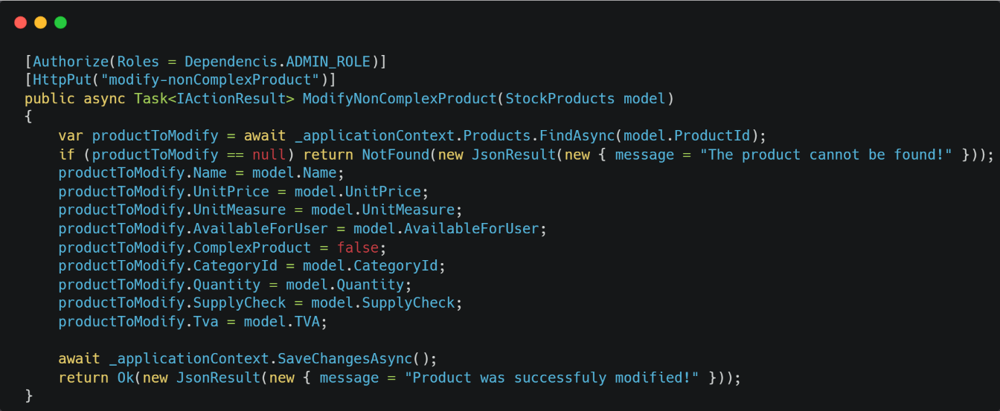 [Authorize(Roles = Dependencis.ADMIN_ROLE)]
[HttpPut("modify-nonComplexProduct")]
public async Task<IActionResult> ModifyNonComplexProduct(StockProducts model)
{
    var productToModify = await _applicationContext.Products.FindAsync(model.ProductId);
    if (productToModify == null) return NotFound(new JsonResult(new { message = "The product cannot be found!" }));
    productToModify.Name = model.Name;
    productToModify.UnitPrice = model.UnitPrice;
    productToModify.UnitMeasure = model.UnitMeasure;
    productToModify.AvailableForUser = model.AvailableForUser;
    productToModify.ComplexProduct = false;
    productToModify.CategoryId = model.CategoryId;
    productToModify.Quantity = model.Quantity;
    productToModify.SupplyCheck = model.SupplyCheck;
    productToModify.Tva = model.TVA;

    await _applicationContext.SaveChangesAsync();
    return Ok(new JsonResult(new { message = "Product was successfuly modified!" }));
}